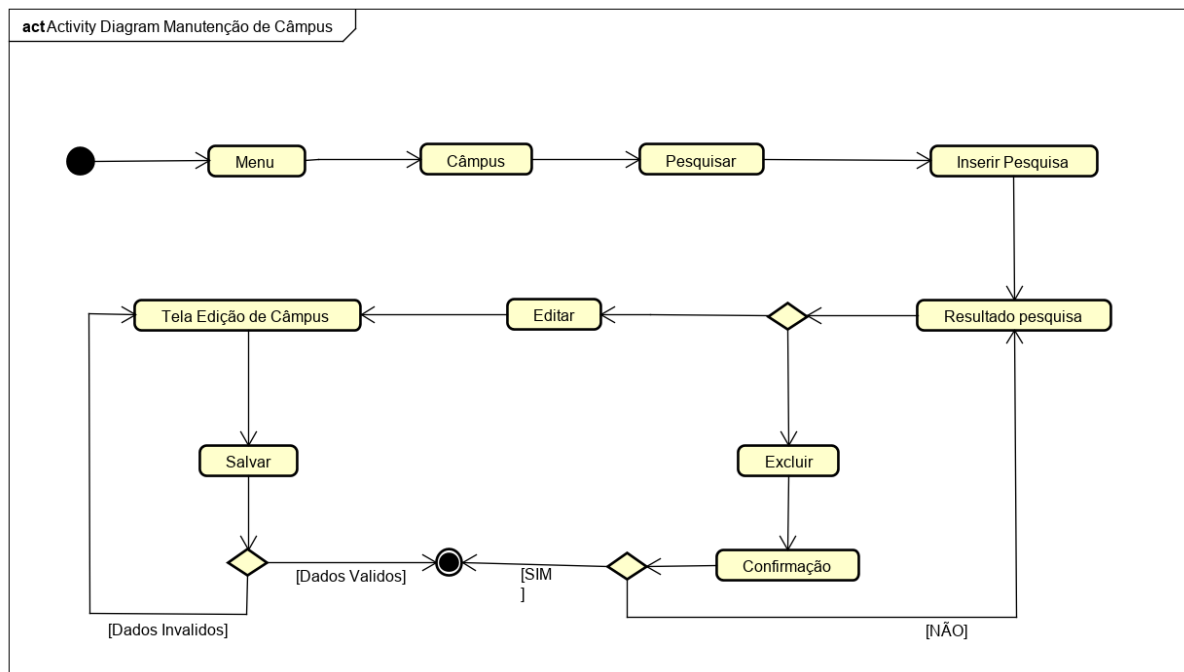 act Activity Diagram Manutenção de Câmpus
Menu
Câmpus
Pesquisar
Inserir Pesquisa
Tela Edição de Câmpus
Editar
Resultado pesquisa
Salvar
Excluir
Confirmação
[Dados Validos]
[SIM
]
[Dados Invalidos]
[NÃO]